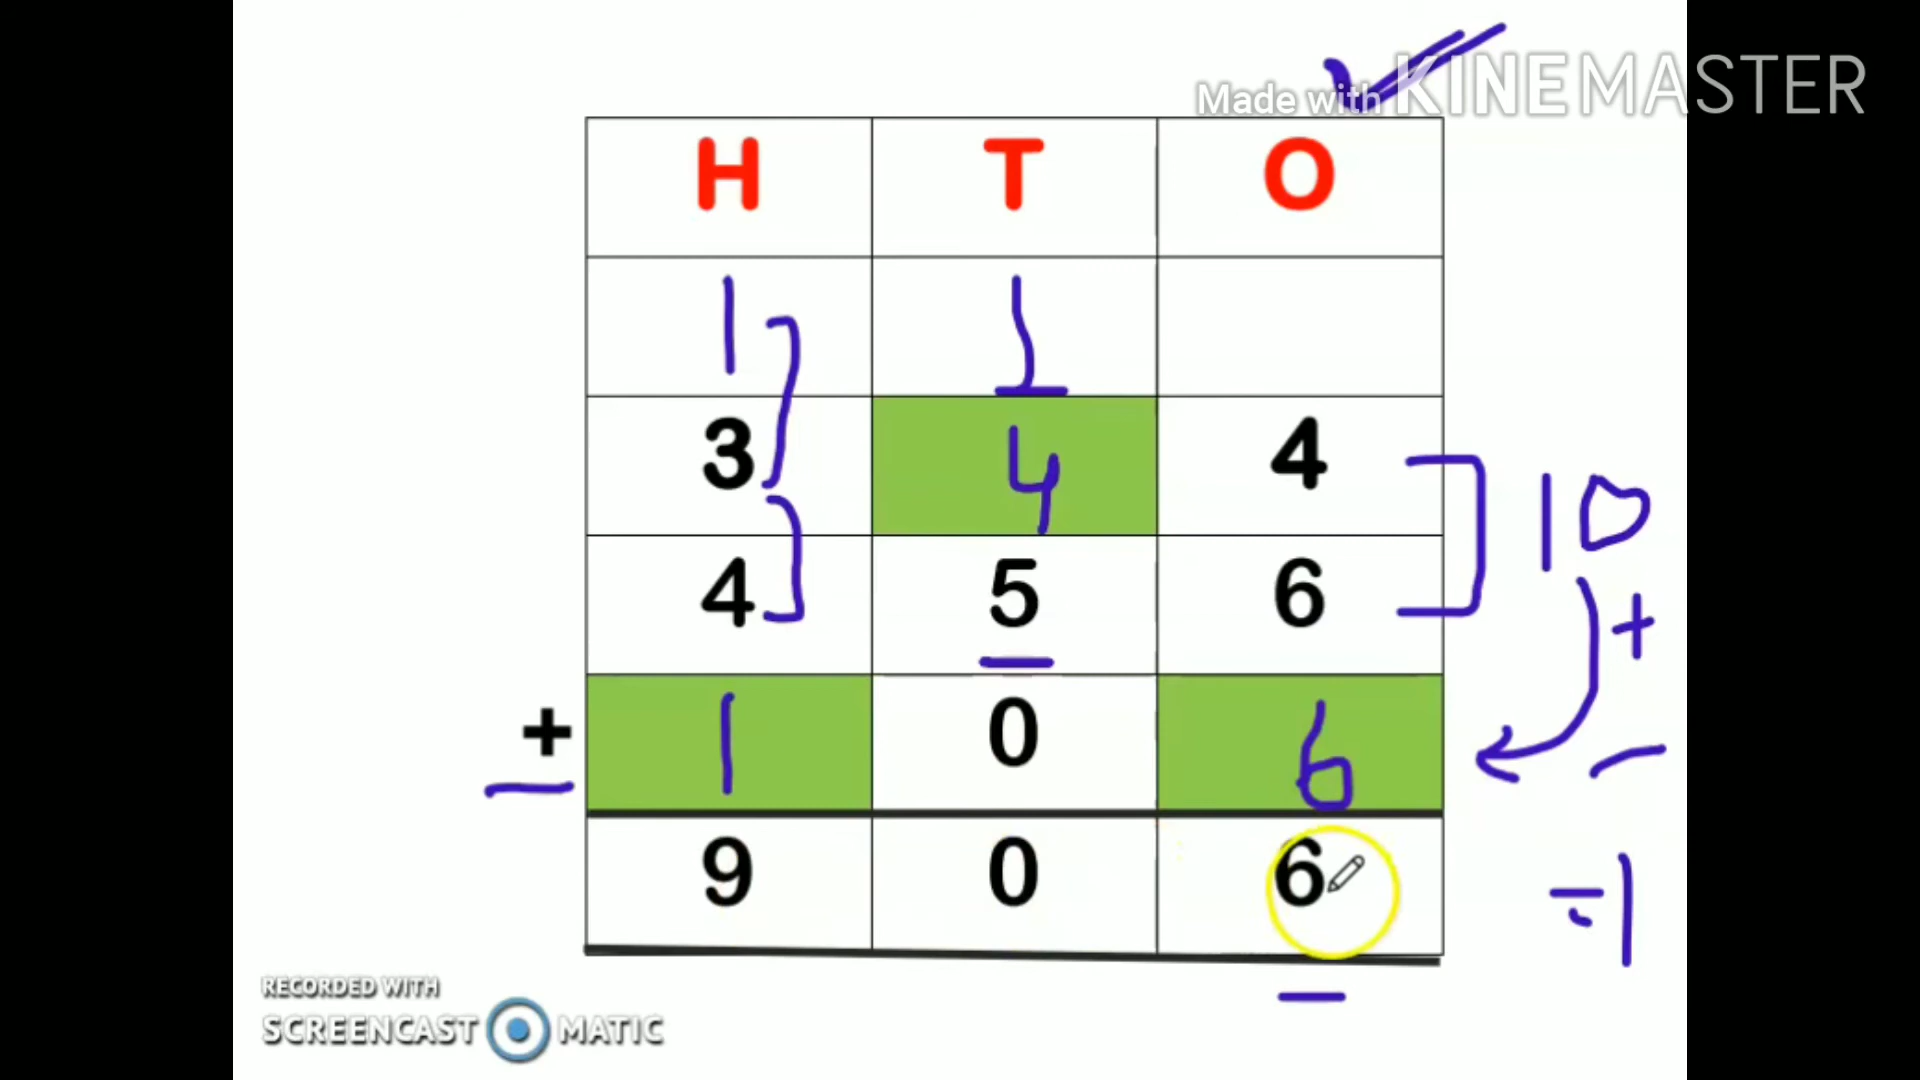 Made with KINEMASTER
H T O
1 1
3 4 4
10
4 5 6
+
+ 1 0 6
9 0 6
=1
RECORDED WITH
SCREENCAST MATIC